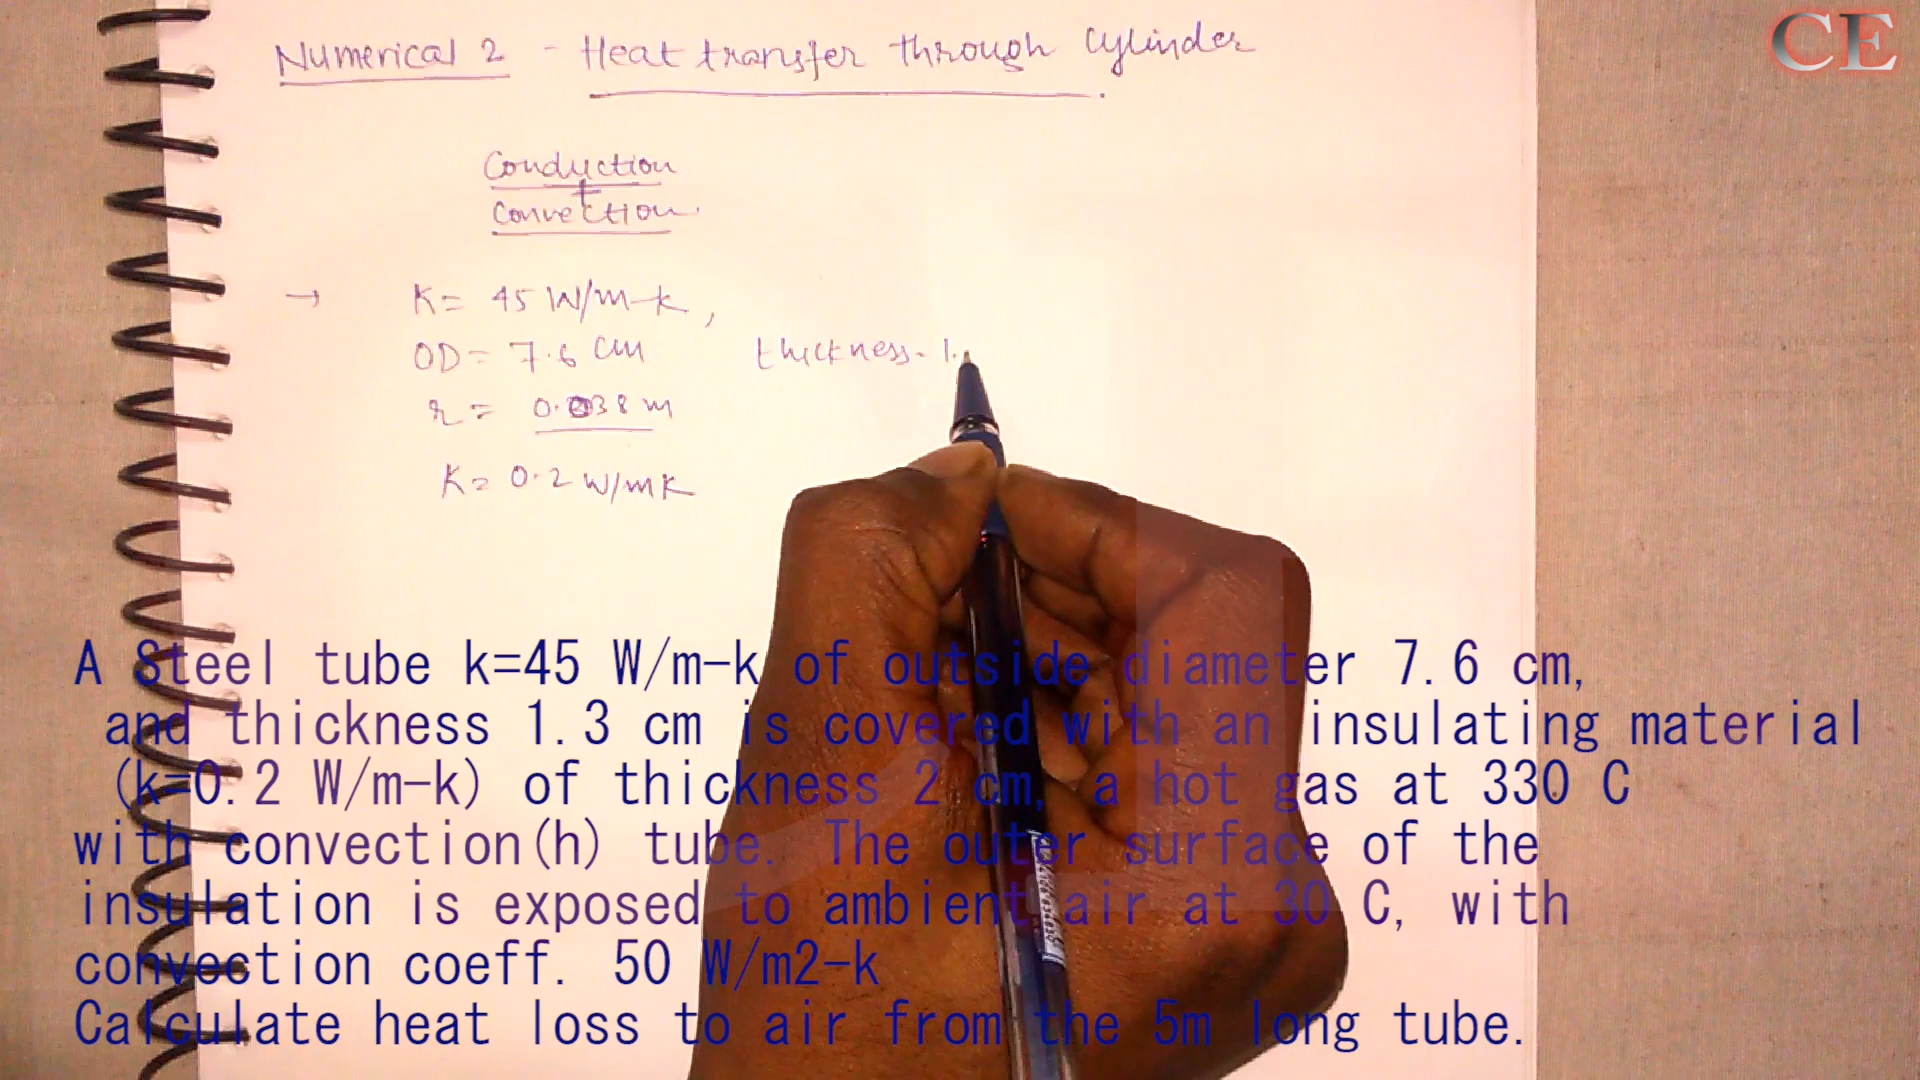 CE
Numerical 2 - Heat transfer through cylinder
Conduction
+
Convection
→ K= 45 W/m-k,
OD= 7.6 cm thickness- 1.
r= 0.038 m
K= 0.2 W/mK
A Steel tube k=45 W/m-k of outside diameter 7.6 cm,
and thickness 1.3 cm is covered with an insulating material
(k=0.2 W/m-k) of thickness 2 cm, a hot gas at 330 C
with convection(h) tube. The outer surface of the
insulation is exposed to ambient air at 30 C, with
convection coeff. 50 W/m2-k
Calculate heat loss to air from the 5m long tube.